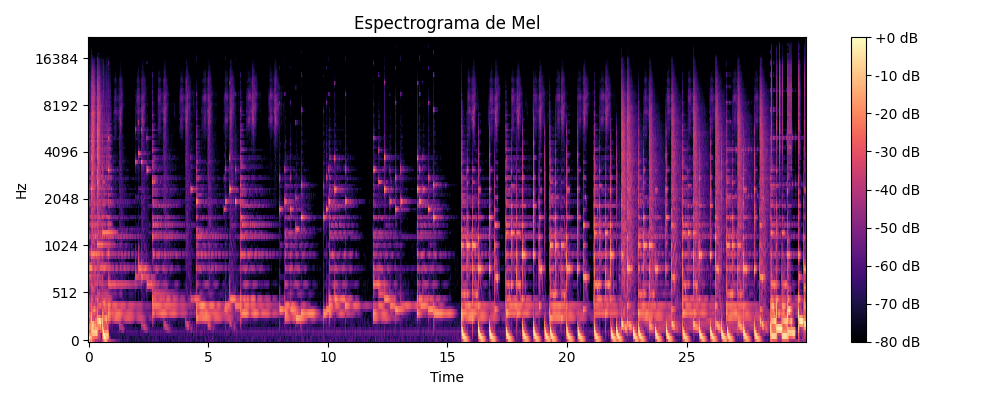 Espectrograma de Mel
Hz
16384
8192
4096
2048
1024
512
0
0
5
10
15
20
25
Time
+0 dB
-10 dB
-20 dB
-30 dB
-40 dB
-50 dB
-60 dB
-70 dB
-80 dB